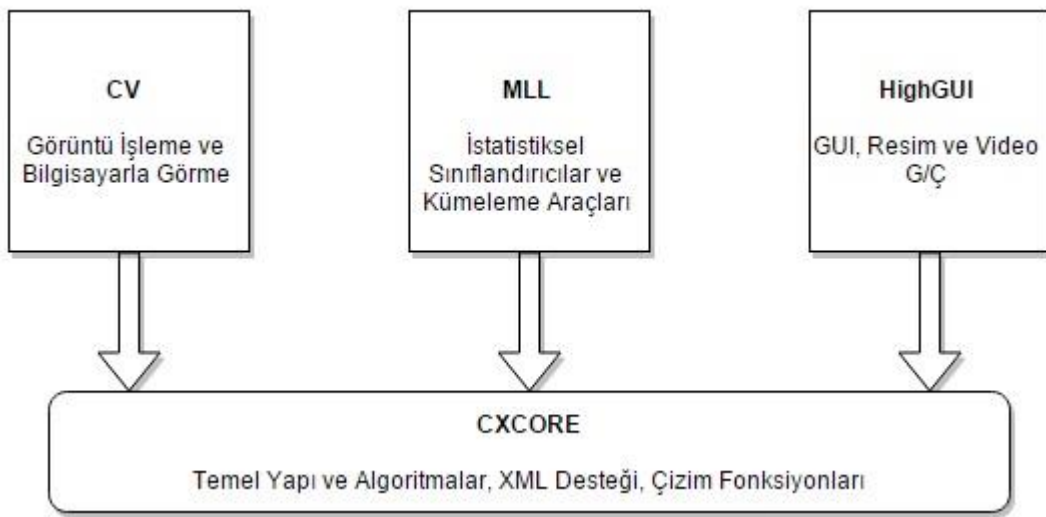 CV
Görüntü İşleme ve
Bilgisayarla Görme
MLL
İstatistiksel
Sınıflandırıcılar ve
Kümeleme Araçları
HighGUI
GUI, Resim ve Video
G/Ç
CXCORE
Temel Yapı ve Algoritmalar, XML Desteği, Çizim Fonksiyonları